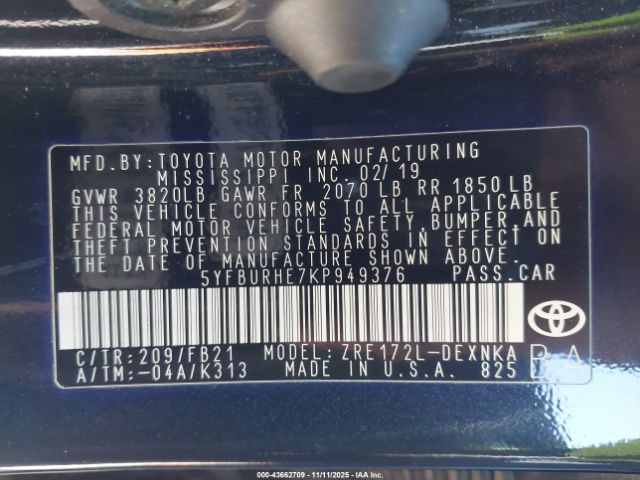 MFD.BY:TOYOTA MOTOR MANUFACTURING
MISSISSIPPI INC. 02/19
GVWR 3820LB GAWR FR 2070 LB RR 1850 LB
THIS VEHICLE CONFORMS TO ALL APPLICABLE
FEDERAL MOTOR VEHICLE SAFETY, BUMPER, AND
THEFT PREVENTION STANDARDS IN EFFECT ON
THE DATE OF MANUFACTURE SHOWN ABOVE.
5YFBURHE7KP949376 PASS.CAR
C/TR: 209/FB21 MODEL: ZRE172L-DEXNKA
A/TM:-04A/K313 MADE IN U.S.A. 825
000-43662709 - 11/11/2025 - IAA Inc.